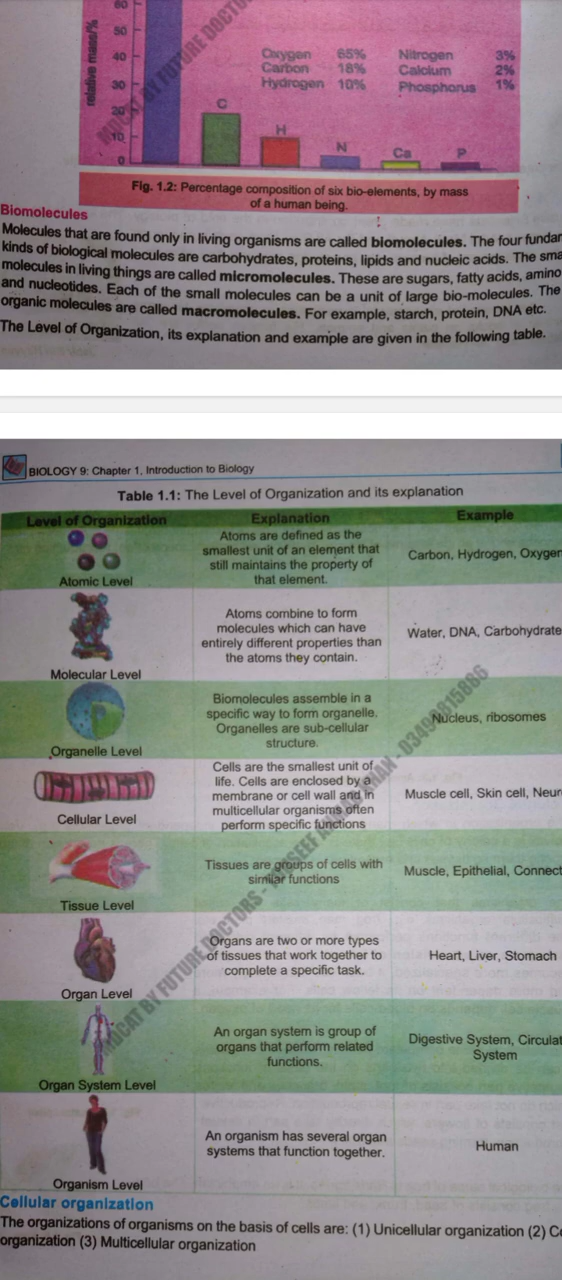 60
50
40
30
20
10
0
relative mass/%
Oxygen 65% Nitrogen 3%
Carbon 18% Calcium 2%
Hydrogen 10% Phosphorus 1%
C
H
N
Ca
P
Fig. 1.2: Percentage composition of six bio-elements, by mass
of a human being.
Biomolecules
Molecules that are found only in living organisms are called biomolecules. The four fundar
kinds of biological molecules are carbohydrates, proteins, lipids and nucleic acids. The sma
molecules in living things are called micromolecules. These are sugars, fatty acids, amino
and nucleotides. Each of the small molecules can be a unit of large bio-molecules. The
organic molecules are called macromolecules. For example, starch, protein, DNA etc.
The Level of Organization, its explanation and example are given in the following table.
BIOLOGY 9: Chapter 1, Introduction to Biology
Table 1.1: The Level of Organization and its explanation
Level of Organization Explanation Example
Atomic Level
Atoms are defined as the
smallest unit of an element that
still maintains the property of
that element.
Carbon, Hydrogen, Oxygen
Molecular Level
Atoms combine to form
molecules which can have
entirely different properties than
the atoms they contain.
Water, DNA, Carbohydrate
Organelle Level
Biomolecules assemble in a
specific way to form organelle.
Organelles are sub-cellular
structure.
Nucleus, ribosomes
Cellular Level
Cells are the smallest unit of
life. Cells are enclosed by a
membrane or cell wall and in
multicellular organisms often
perform specific functions
Muscle cell, Skin cell, Neur
Tissue Level
Tissues are groups of cells with
similar functions
Muscle, Epithelial, Connect
Organ Level
Organs are two or more types
of tissues that work together to
complete a specific task.
Heart, Liver, Stomach
Organ System Level
An organ system is group of
organs that perform related
functions.
Digestive System, Circulat
System
Organism Level
An organism has several organ
systems that function together.
Human
Cellular organization
The organizations of organisms on the basis of cells are: (1) Unicellular organization (2) C
organization (3) Multicellular organization
MDCAT BY FUTURE DOCTORS